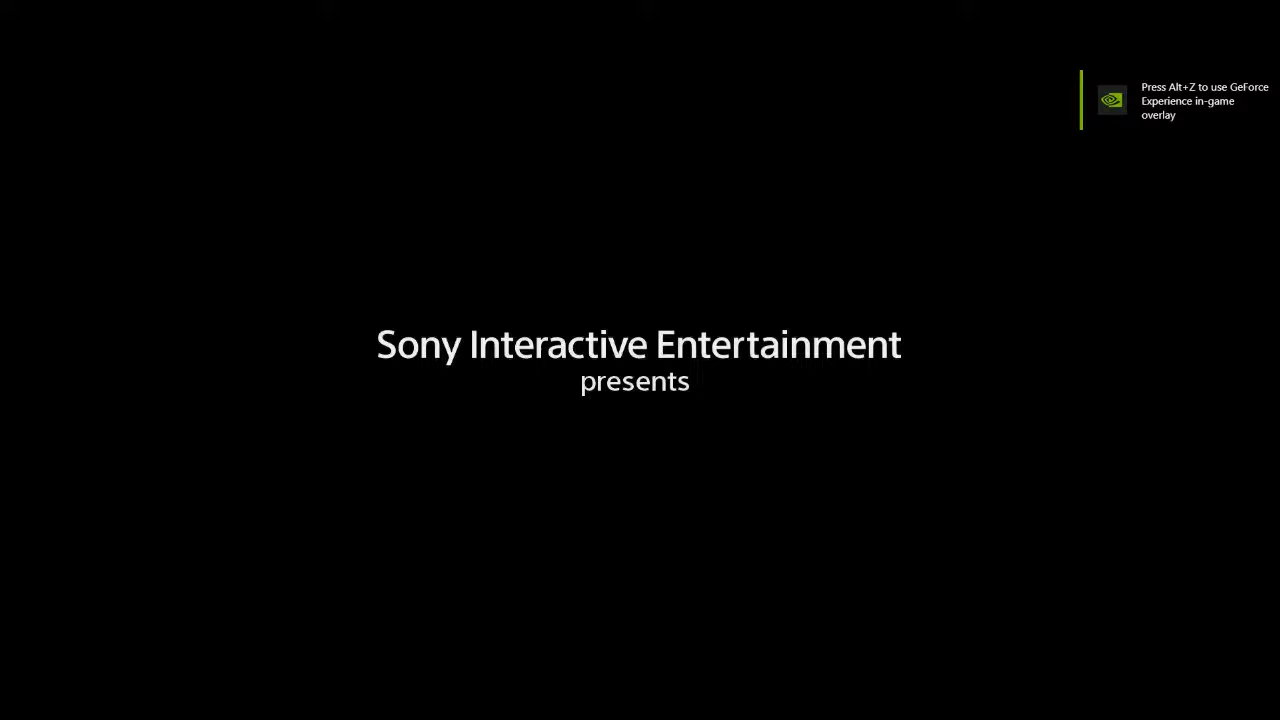 Press Alt+Z to use GeForce
Experience in-game
overlay
Sony Interactive Entertainment
presents